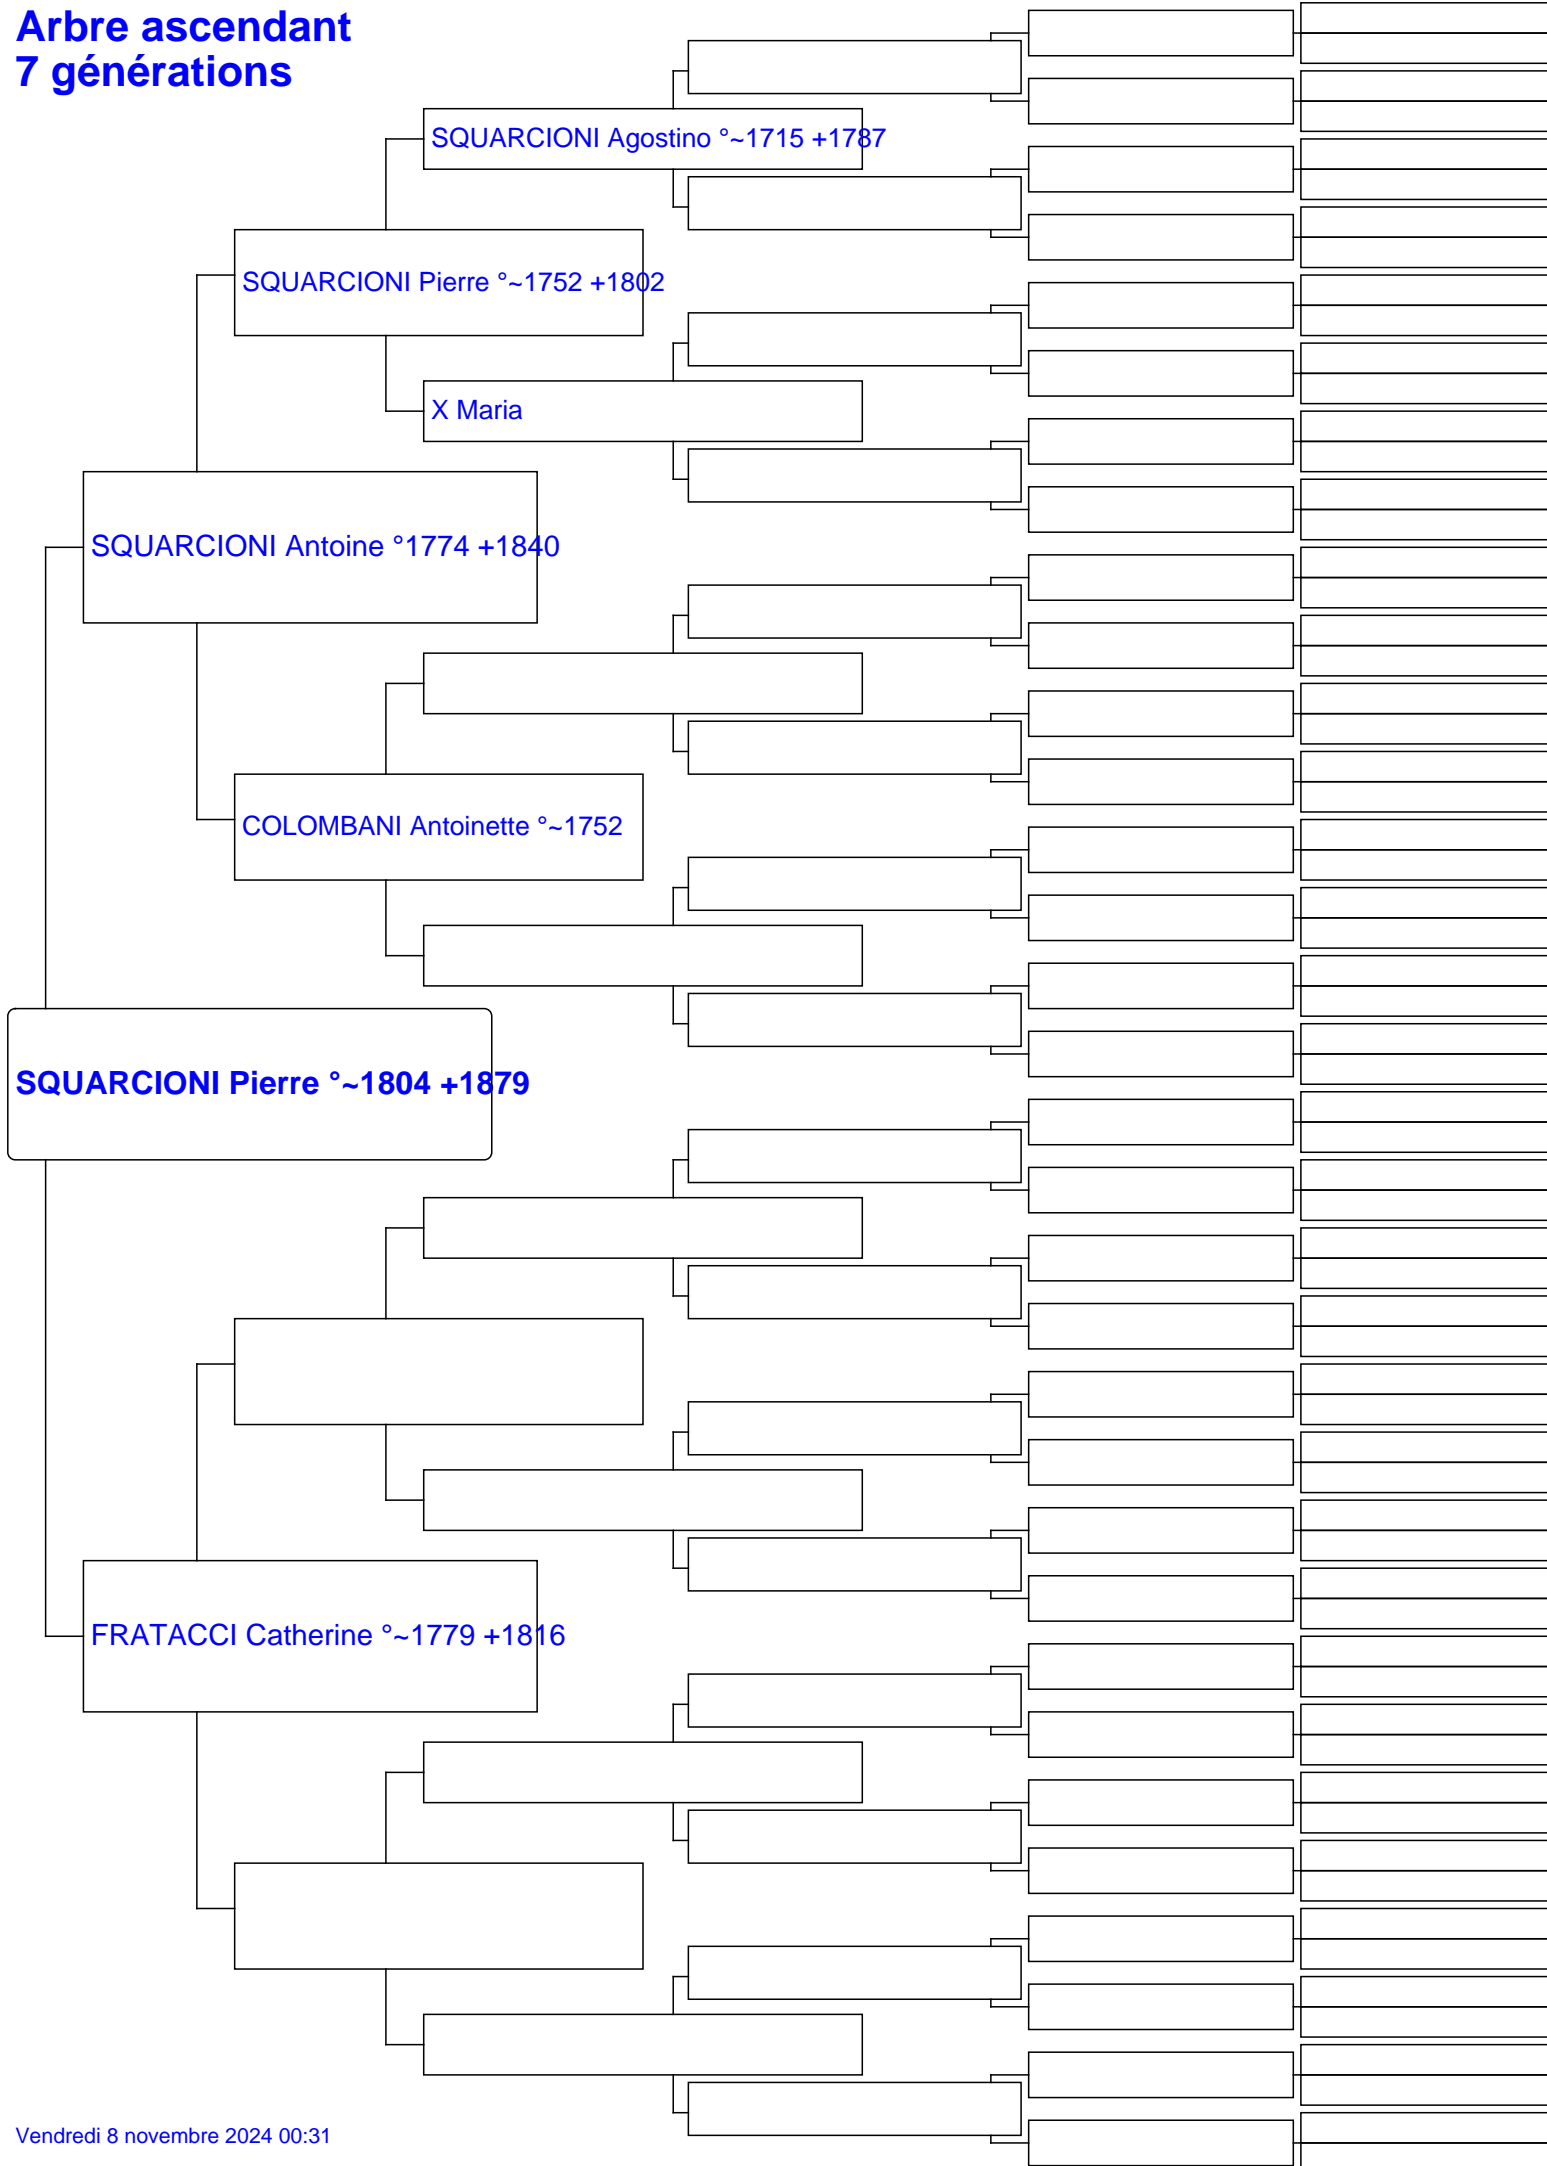 Arbre ascendant
7 générations
SQUARCIONI Agostino °~1715 +1787
SQUARCIONI Pierre °~1752 +1802
X Maria
SQUARCIONI Antoine °1774 +1840
COLOMBANI Antoinette °~1752
SQUARCIONI Pierre °~1804 +1879
FRATACCI Catherine °~1779 +1816
Vendredi 8 novembre 2024 00:31